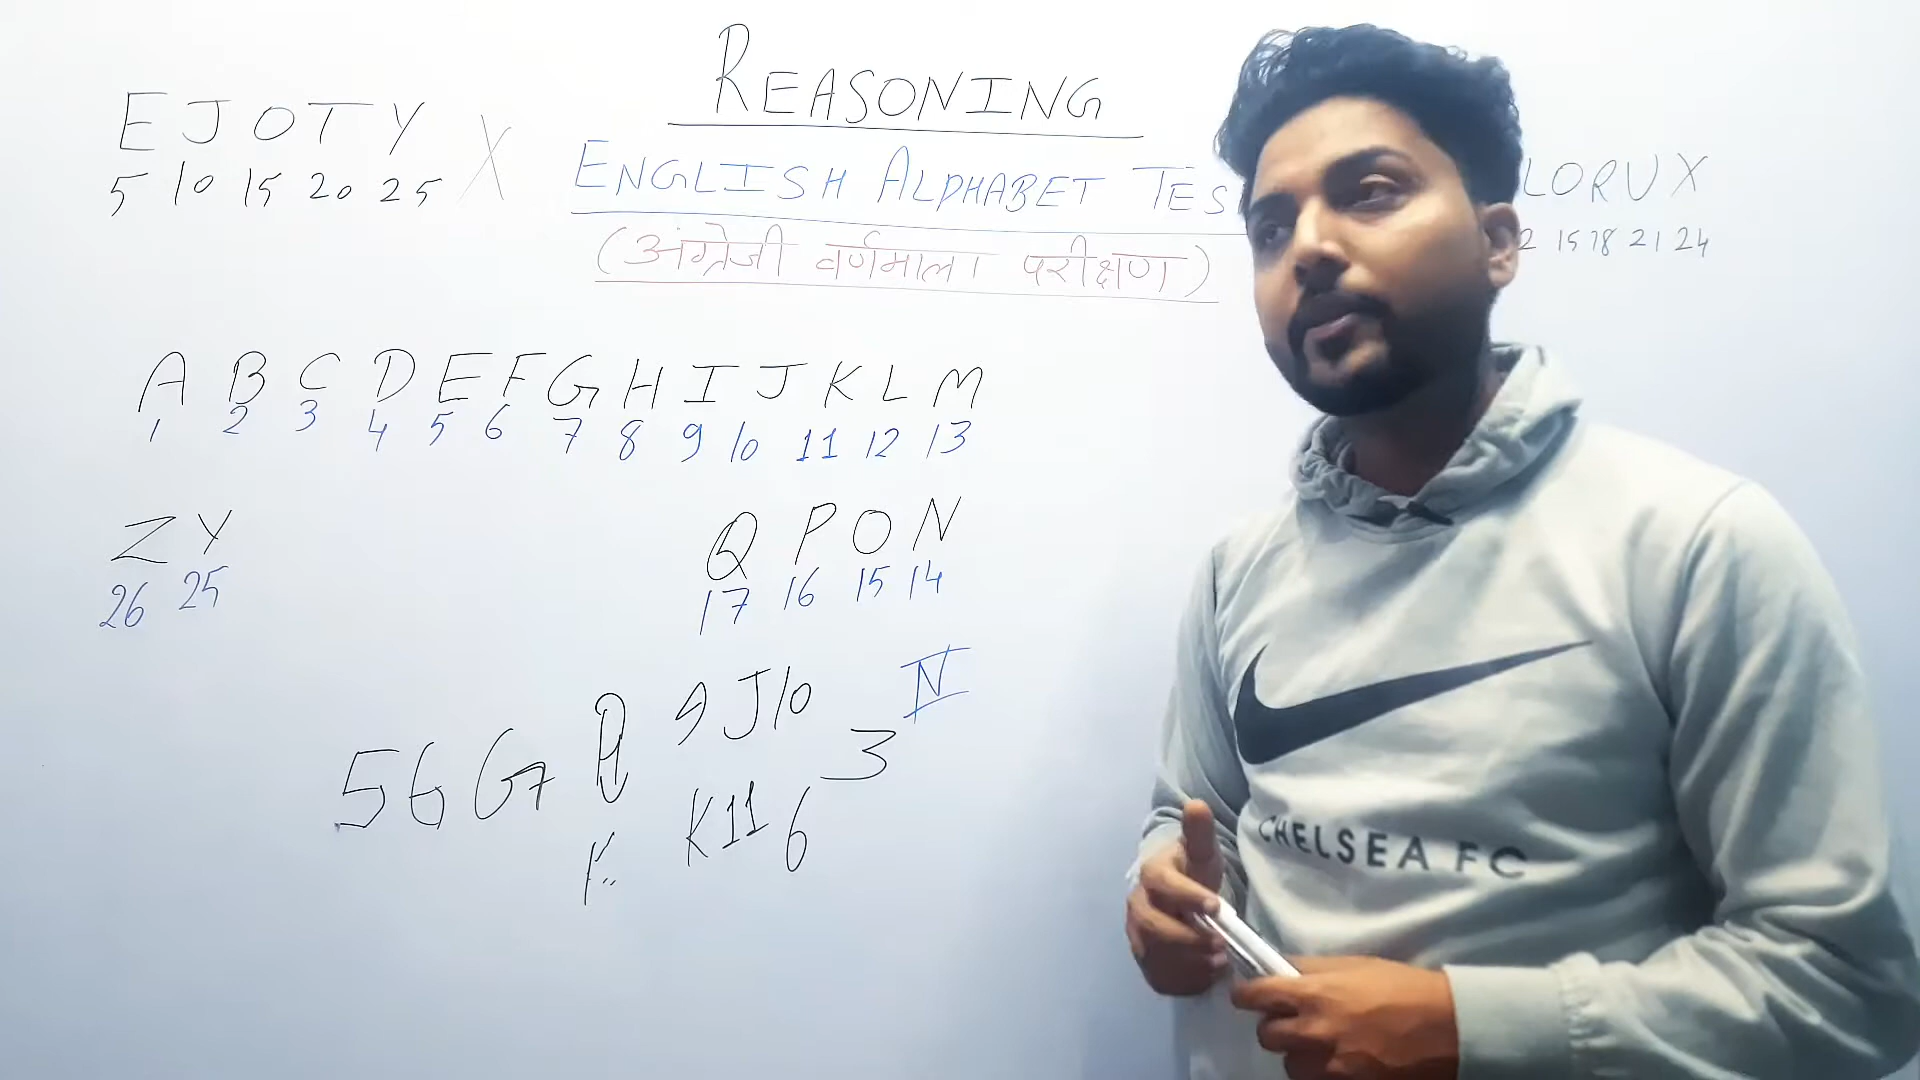 REASONING
ENGLISH ALPHABET TES
(अंग्रेजी वर्णमाला परीक्षण)
E J O T Y X
5 10 15 20 25
L O R U X
2 15 18 21 24
A B C D E F G H I J K L M
1 2 3 4 5 6 7 8 9 10 11 12 13
Z Y Q P O N
26 25 17 16 15 14
N
9 J 10
3
5 6 G 7
K 11 6
CHELSEA FC